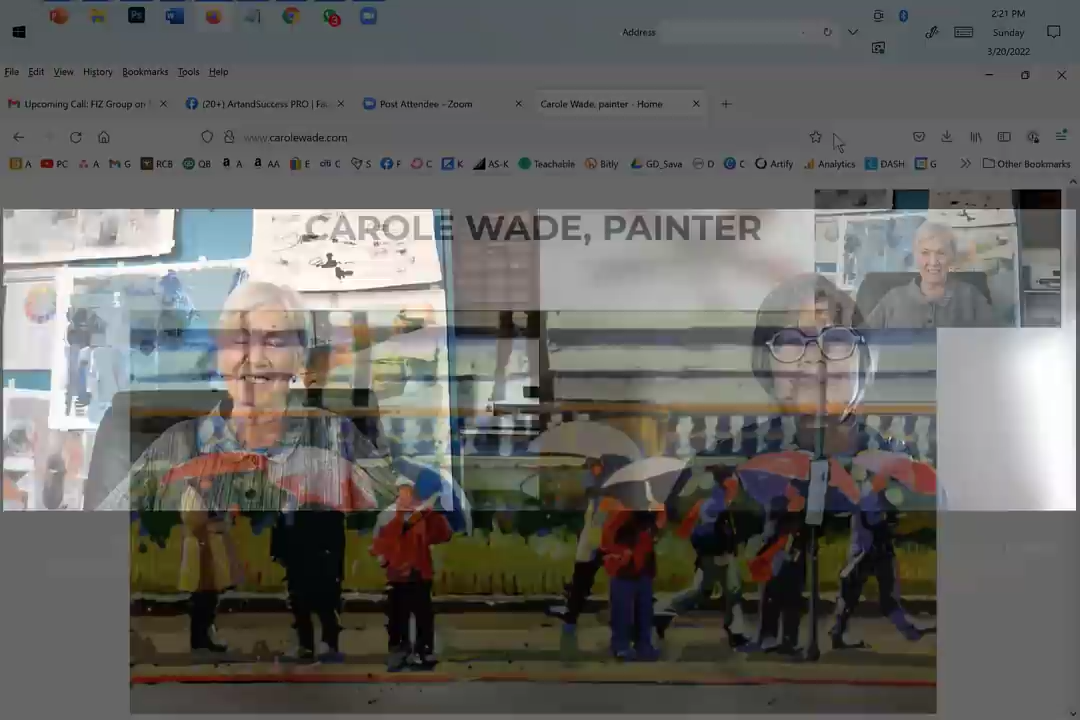 3
Address
2:21 PM
Sunday
3/20/2022
File Edit View History Bookmarks Tools Help
Upcoming Call: FIZ Group on
(20+) ArtandSuccess PRO | Fa
Post Attendee - Zoom
Carole Wade, painter - Home
www.carolewade.com
A PC A G RCB QB A AA E citi C S F C K AS-K Teachable Bitly GD_Sava D C Artify Analytics DASH G Other Bookmarks
CAROLE WADE, PAINTER